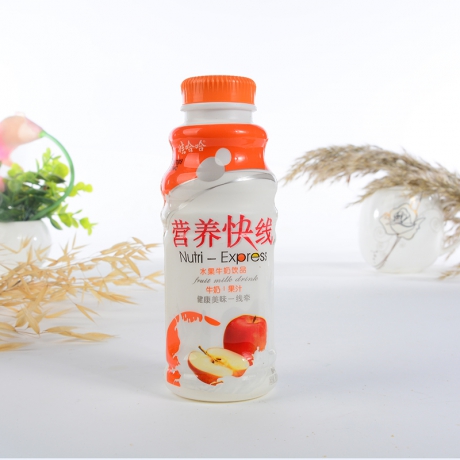 娃哈哈
营养快线
Nutri - Express
水果牛奶饮品
fruit milk drinks
牛奶+果汁
健康美味一线牵